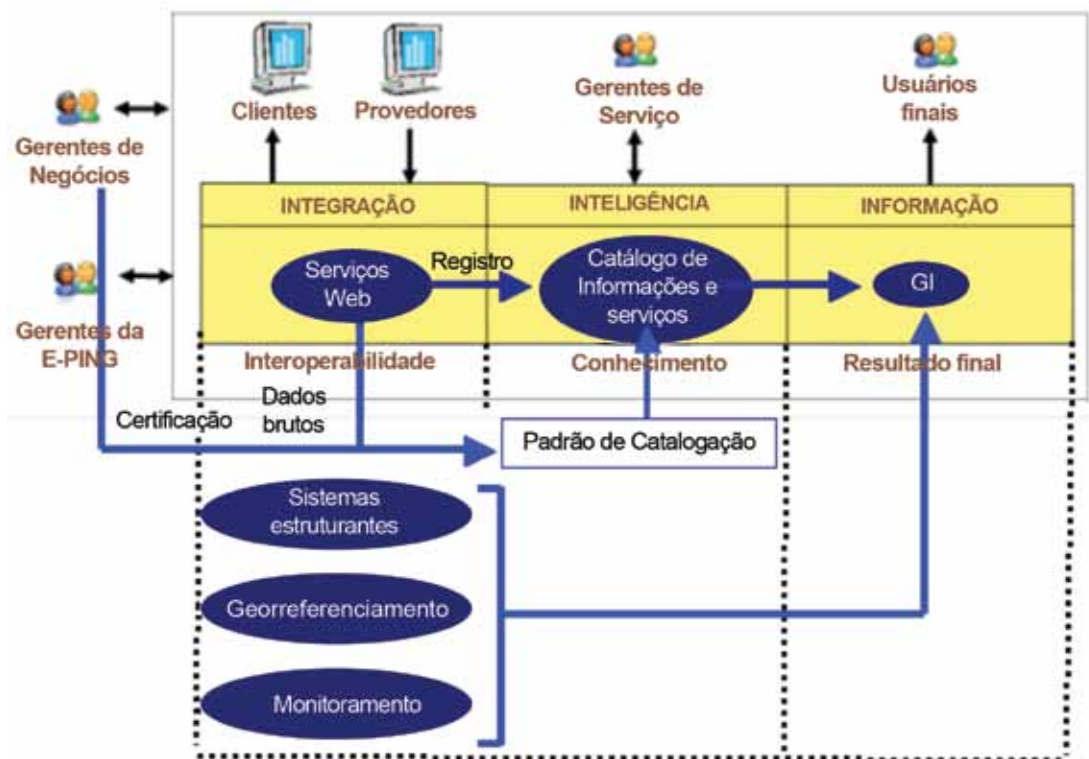 Clientes
Provedores
Gerentes de
Serviço
Usuários
finais
Gerentes de
Negócios
INTEGRAÇÃO
INTELIGÊNCIA
INFORMAÇÃO
Serviços
Web
Registro
Catálogo de
Informações e
serviços
GI
Gerentes da
E-PING
Interoperabilidade
Conhecimento
Resultado final
Certificação
Dados
brutos
Padrão de Catalogação
Sistemas
estruturantes
Georreferenciamento
Monitoramento